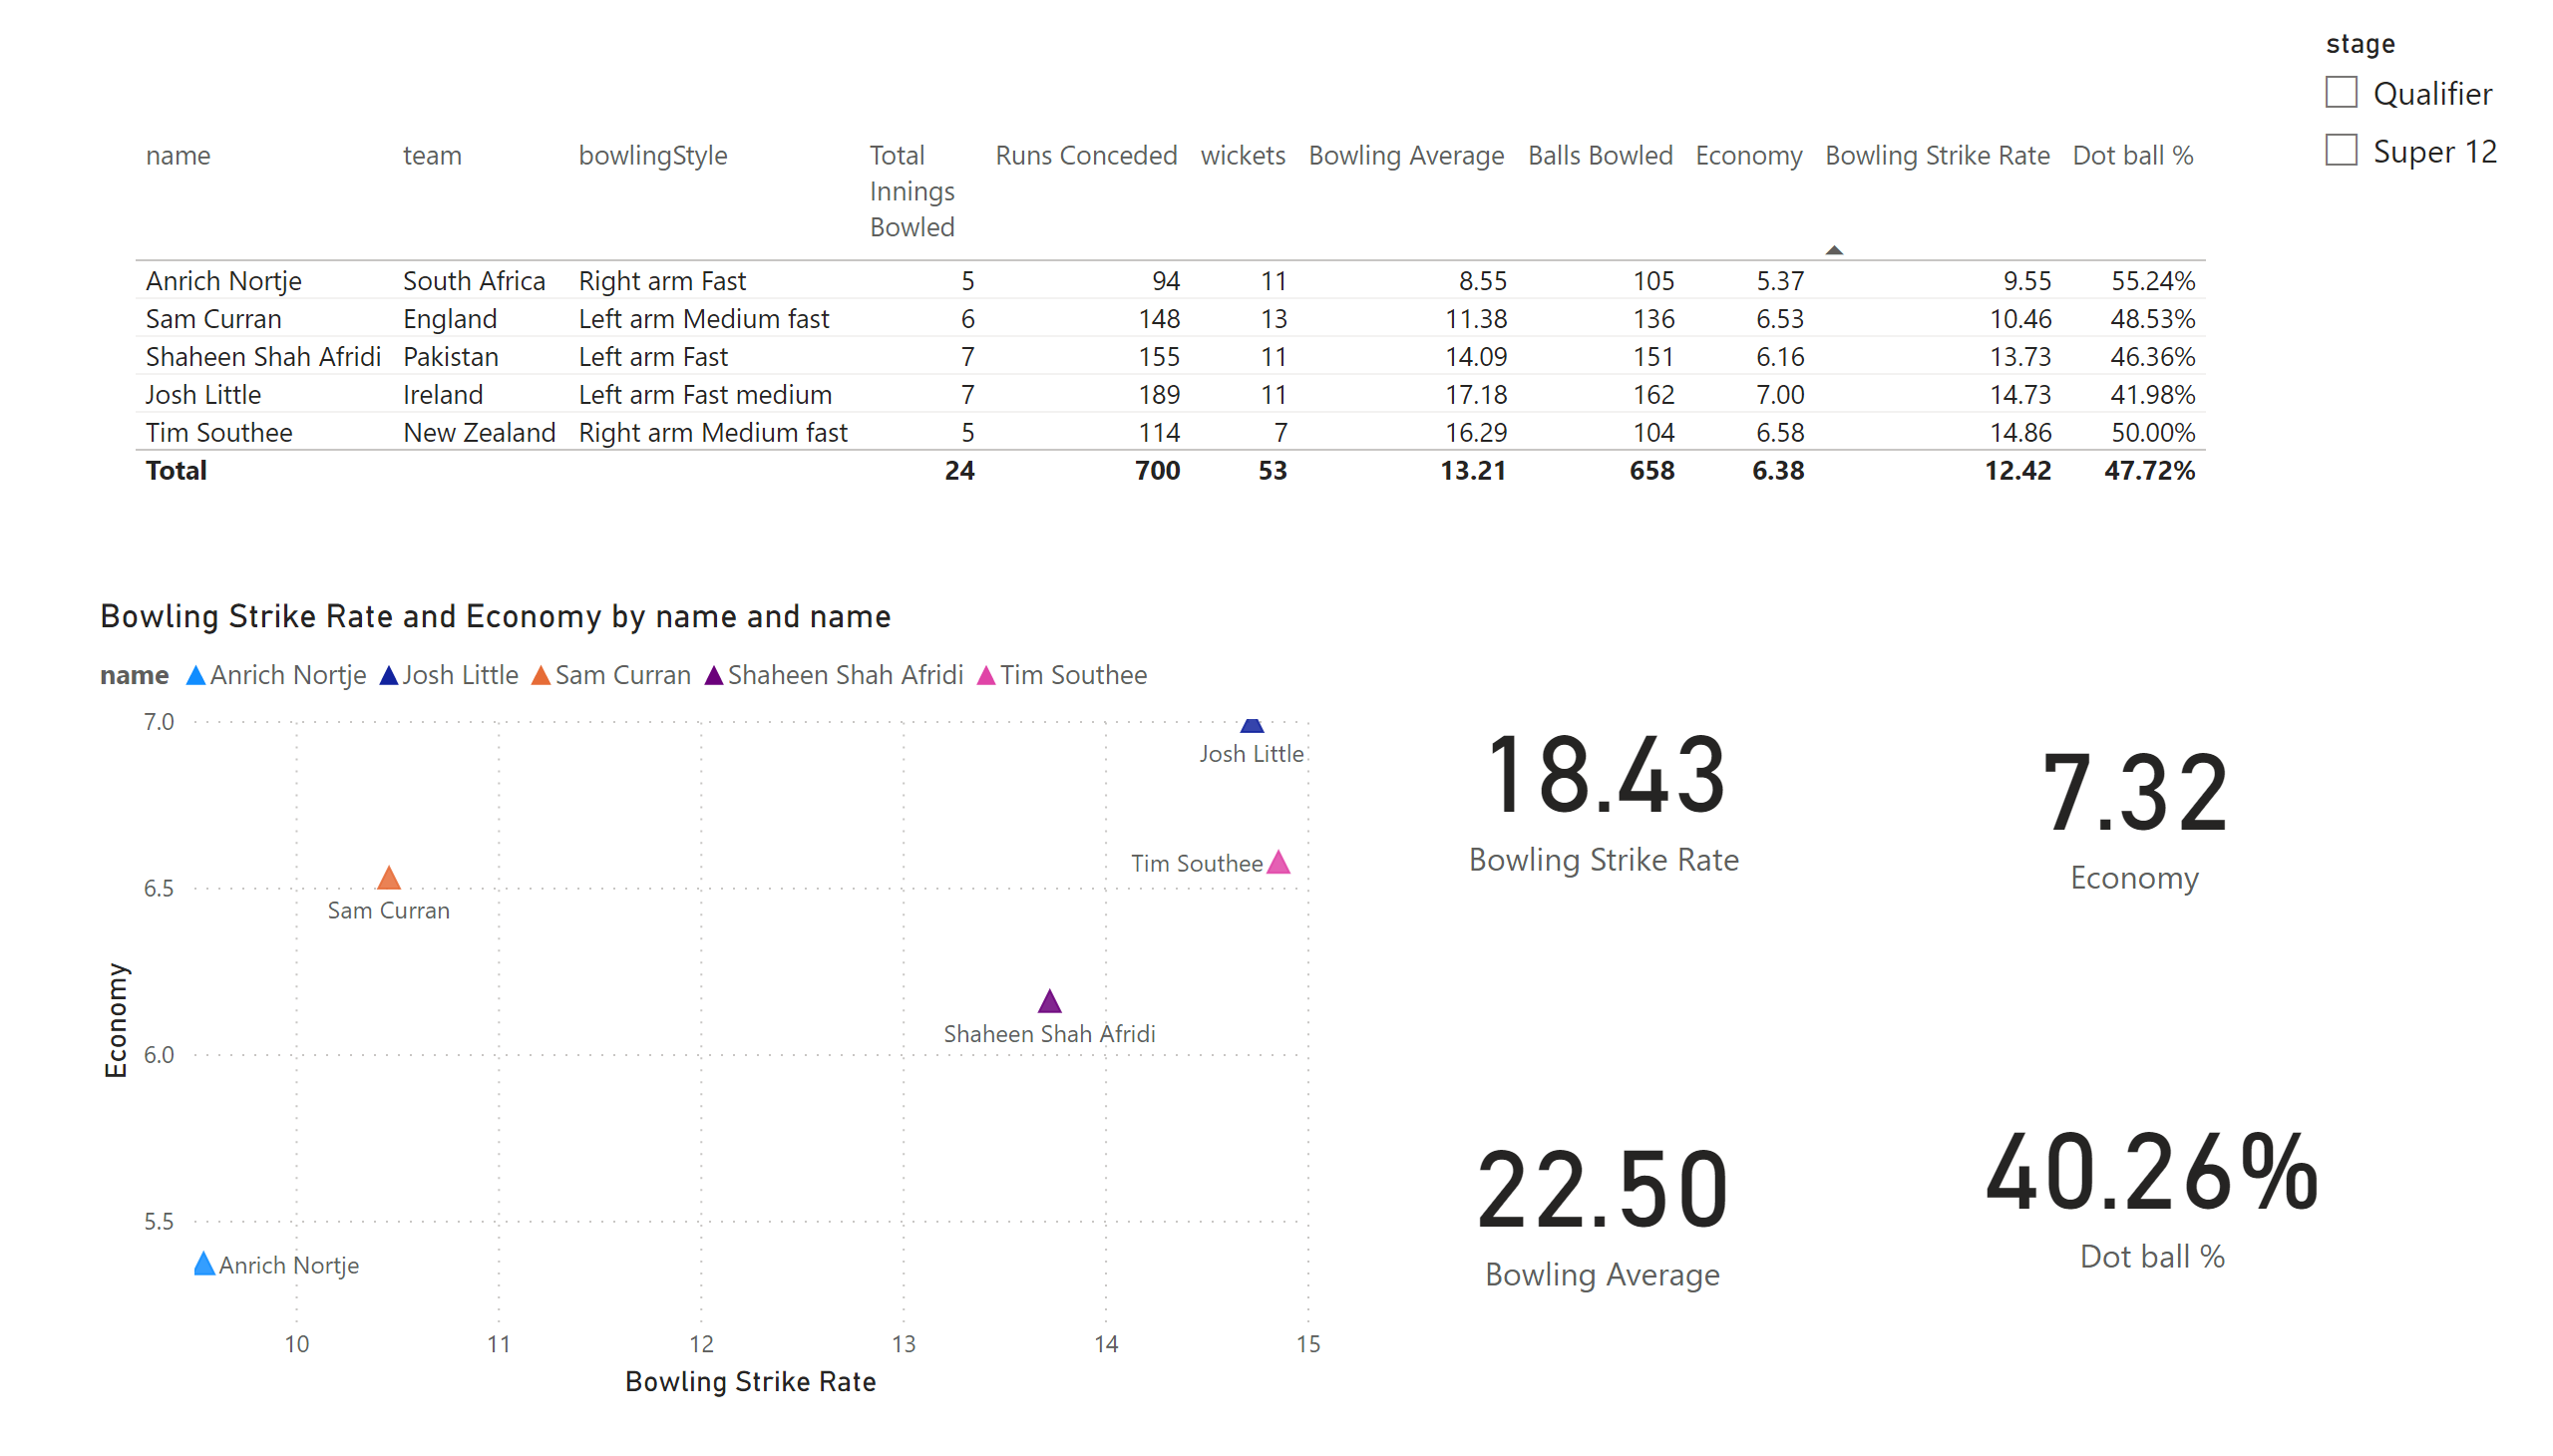 stage
Qualifier
Super 12
name team bowlingStyle Total Innings Bowled Runs Conceded wickets Bowling Average Balls Bowled Economy Bowling Strike Rate Dot ball %
Anrich Nortje South Africa Right arm Fast 5 94 11 8.55 105 5.37 9.55 55.24%
Sam Curran England Left arm Medium fast 6 148 13 11.38 136 6.53 10.46 48.53%
Shaheen Shah Afridi Pakistan Left arm Fast 7 155 11 14.09 151 6.16 13.73 46.36%
Josh Little Ireland Left arm Fast medium 7 189 11 17.18 162 7.00 14.73 41.98%
Tim Southee New Zealand Right arm Medium fast 5 114 7 16.29 104 6.58 14.86 50.00%
Total 24 700 53 13.21 658 6.38 12.42 47.72%
Bowling Strike Rate and Economy by name and name
name Anrich Nortje Josh Little Sam Curran Shaheen Shah Afridi Tim Southee
7.0
Josh Little
Tim Southee
6.5
Sam Curran
Economy
6.0
Shaheen Shah Afridi
5.5
Anrich Nortje
10 11 12 13 14 15
Bowling Strike Rate
18.43
Bowling Strike Rate
7.32
Economy
22.50
Bowling Average
40.26%
Dot ball %